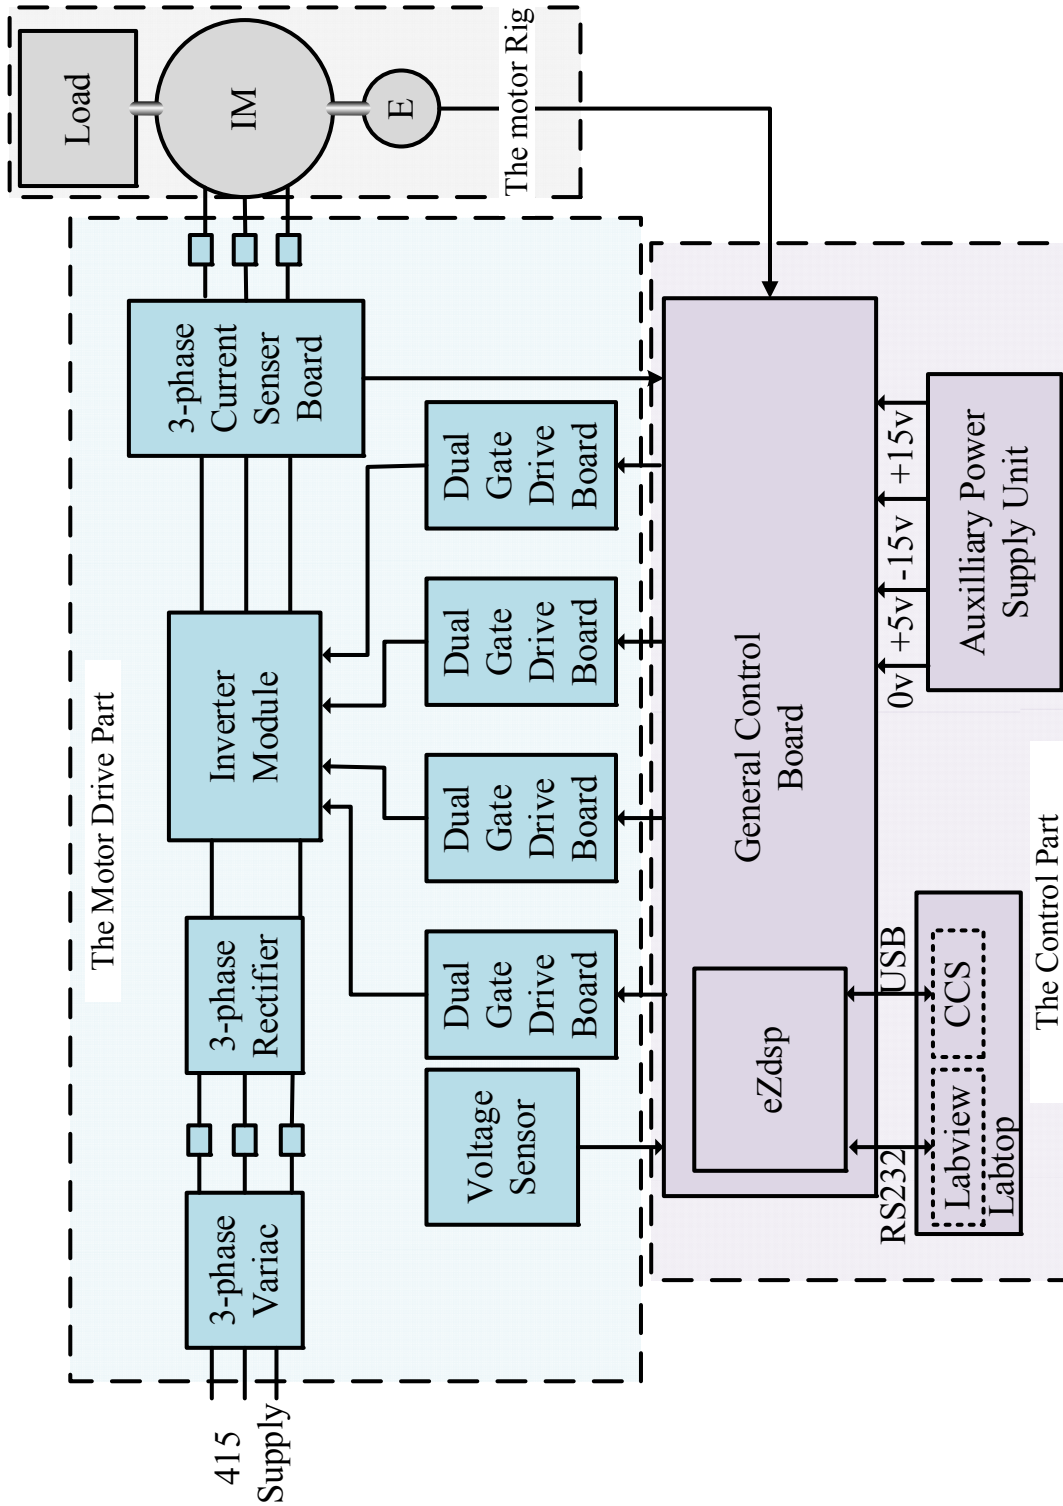 The Motor Drive Part
415
Supply
3-phase
Variac
3-phase
Rectifier
Inverter
Module
3-phase
Current
Senser
Board
Load
IM
E
The motor Rig
Voltage
Sensor
Dual
Gate
Drive
Board
Dual
Gate
Drive
Board
Dual
Gate
Drive
Board
Dual
Gate
Drive
Board
eZdsp
General Control
Board
RS232
USB
0v
+5v
-15v
+15v
Labview
CCS
Labtop
Auxilliary Power
Supply Unit
The Control Part